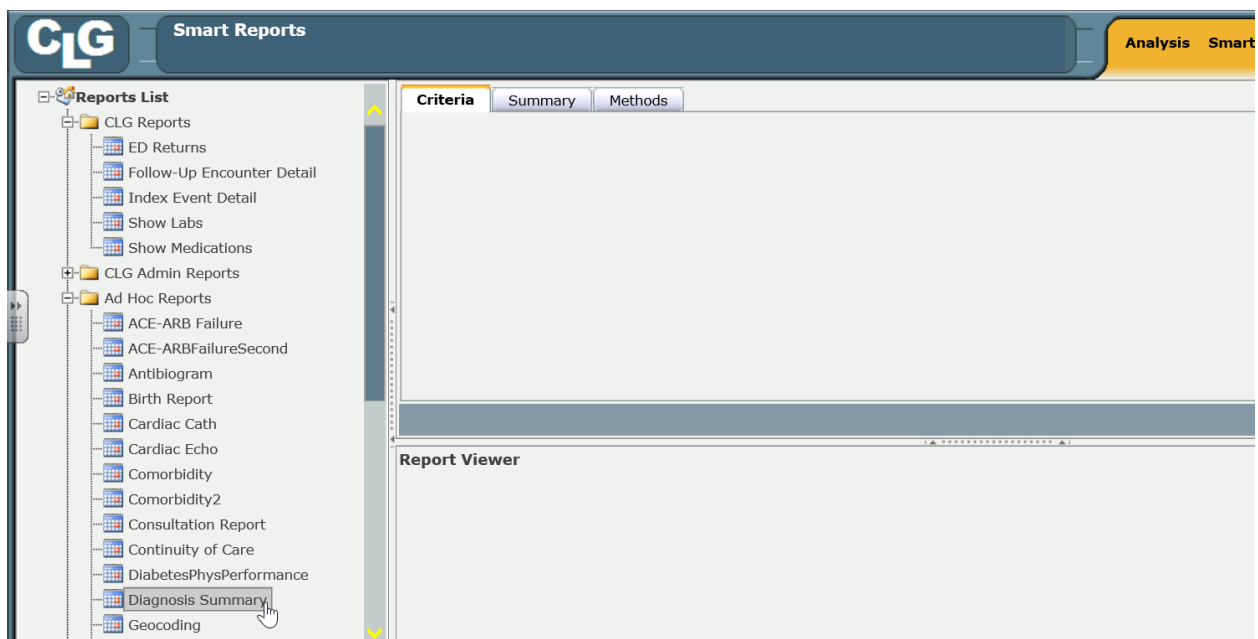 CLG
Smart Reports
Analysis Smart
Reports List
CLG Reports
ED Returns
Follow-Up Encounter Detail
Index Event Detail
Show Labs
Show Medications
CLG Admin Reports
Ad Hoc Reports
ACE-ARB Failure
ACE-ARBFailureSecond
Antibiogram
Birth Report
Cardiac Cath
Cardiac Echo
Comorbidity
Comorbidity2
Consultation Report
Continuity of Care
DiabetesPhysPerformance
Diagnosis Summary
Geocoding
Criteria Summary Methods
Report Viewer